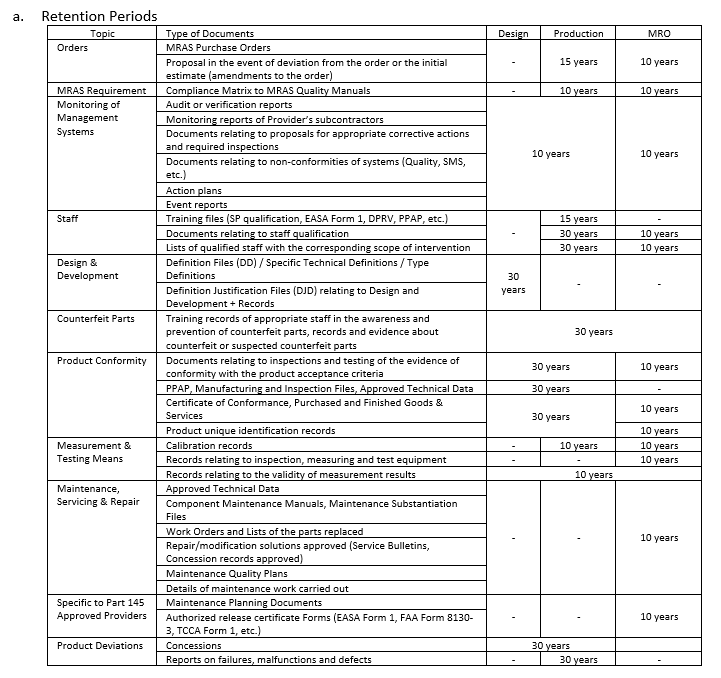 a. Retention Periods
Topic Type of Documents Design Production MRO
Orders MRAS Purchase Orders
Proposal in the event of deviation from the order or the initial
estimate (amendments to the order) - 15 years 10 years
MRAS Requirement Compliance Matrix to MRAS Quality Manuals - 10 years 10 years
Monitoring of Audit or verification reports
Management Monitoring reports of Provider's subcontractors
Systems Documents relating to proposals for appropriate corrective actions
and required inspections
10 years 10 years
Documents relating to non-conformities of systems (Quality, SMS,
etc.)
Action plans
Event reports
Staff Training files (SP qualification, EASA Form 1, DPRV, PPAP, etc.) 15 years -
Documents relating to staff qualification - 30 years 10 years
Lists of qualified staff with the corresponding scope of intervention 30 years 10 years
Design & Definition Files (DD) / Specific Technical Definitions / Type
Development Definitions
30 years - -
Definition Justification Files (DJD) relating to Design and
Development + Records
Counterfeit Parts Training records of appropriate staff in the awareness and
prevention of counterfeit parts, records and evidence about 30 years
counterfeit or suspected counterfeit parts
Product Conformity Documents relating to inspections and testing of the evidence of
conformity with the product acceptance criteria 30 years 10 years
PPAP, Manufacturing and Inspection Files, Approved Technical Data 30 years -
Certificate of Conformance, Purchased and Finished Goods &
Services 30 years 10 years
Product unique identification records 10 years
Measurement & Calibration records - 10 years 10 years
Testing Means Records relating to inspection, measuring and test equipment - - 10 years
Records relating to the validity of measurement results 10 years
Maintenance, Approved Technical Data
Servicing & Repair Component Maintenance Manuals, Maintenance Substantiation
Files
Work Orders and Lists of the parts replaced
- - 10 years
Repair/modification solutions approved (Service Bulletins,
Concession records approved)
Maintenance Quality Plans
Details of maintenance work carried out
Specific to Part 145 Maintenance Planning Documents
Approved Providers Authorized release certificate Forms (EASA Form 1, FAA Form 8130-
3, TCCA Form 1, etc.) - - 10 years
Product Deviations Concessions 30 years
Reports on failures, malfunctions and defects - 30 years -